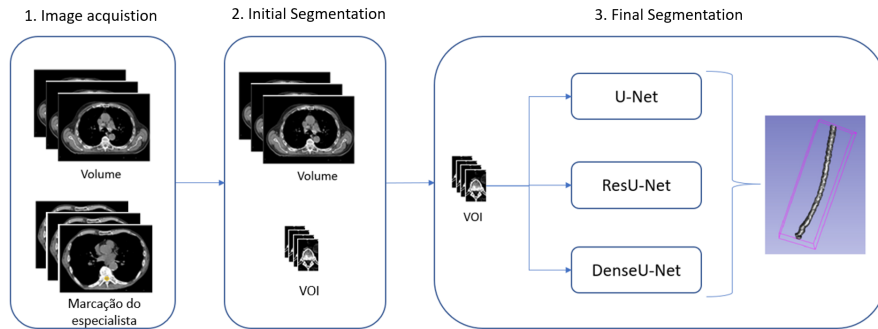 1. Image acquistion
2. Initial Segmentation
3. Final Segmentation
Volume
Marcação do
especialista
Volume
VOI
VOI
U-Net
ResU-Net
DenseU-Net